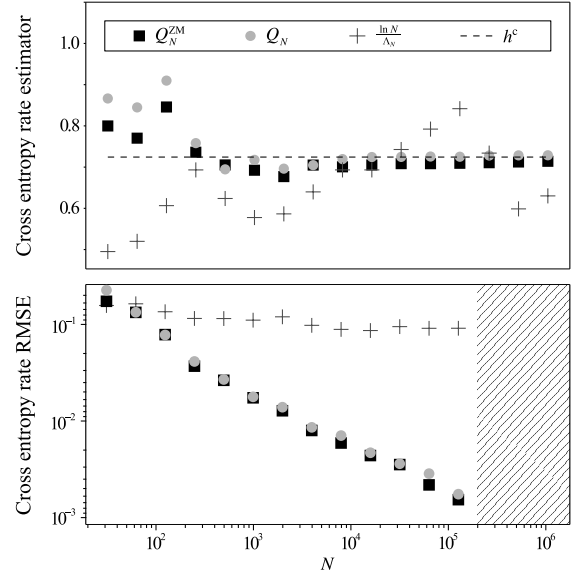 Cross entropy rate estimator
1.0
0.8
0.6
Q_N^ZM
Q_N
ln N / Λ_N
h^c
Cross entropy rate RMSE
10^-1
10^-2
10^-3
10^2
10^3
10^4
10^5
10^6
N